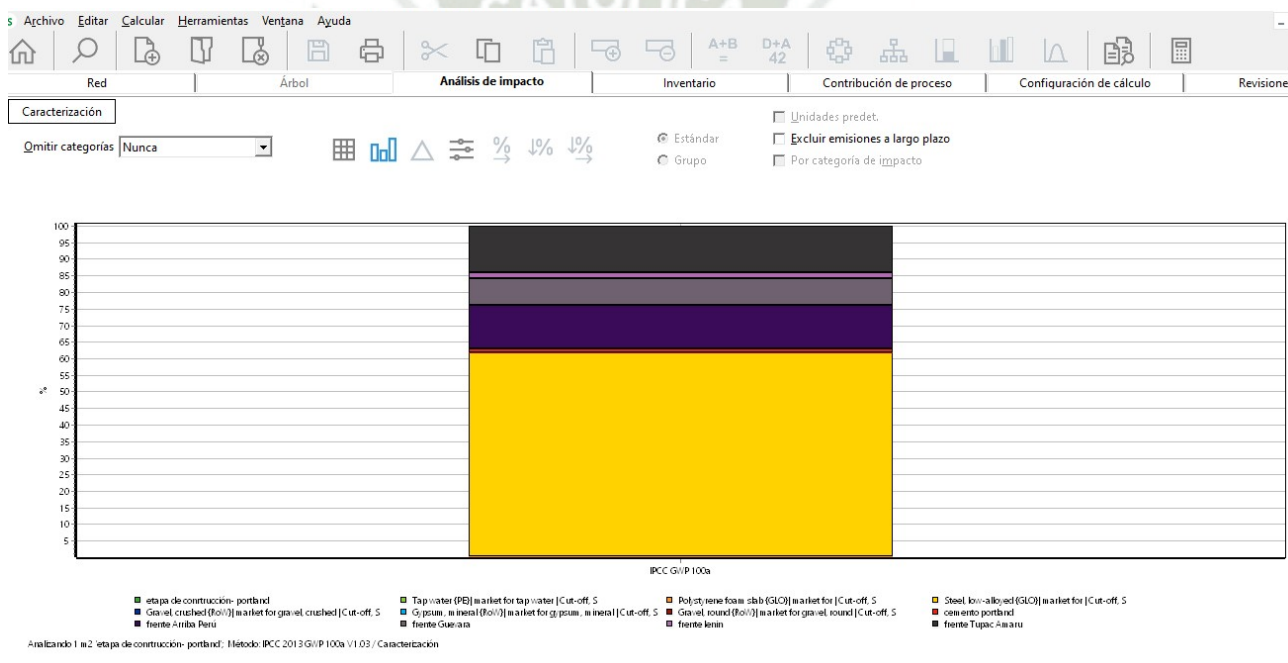 s Archivo Editar Calcular Herramientas Ventana Ayuda
A+B
=
D+A
42
Red Árbol Análisis de impacto Inventario Contribución de proceso Configuración de cálculo Revisione
Caracterización
Omitir categorías Nunca
% ↓% ↓%
Estándar
Grupo
Unidades predet.
Excluir emisiones a largo plazo
Por categoría de impacto
100
95
90
85
80
75
70
65
60
55
50
45
40
35
30
25
20
15
10
5
%
IPCC GWP 100a
etapa de contrucción- portland Tap water {PE}| market for tap water | Cut-off, S Polystyrene foam slab {GLO}| market for | Cut-off, S Steel, low-alloyed {GLO}| market for | Cut-off, S
Gravel, crushed {RoW}| market for gravel, crushed | Cut-off, S Gypsum, mineral {RoW}| market for gypsum, mineral | Cut-off, S Gravel, round {RoW}| market for gravel, round | Cut-off, S cemento portland
frente Arriba Perú frente Guevara frente lenin frente Tupac Amaru
Analizando 1 m2 'etapa de contrucción- portland'; Método: IPCC 2013 GWP 100a V1.03 / Caracterización